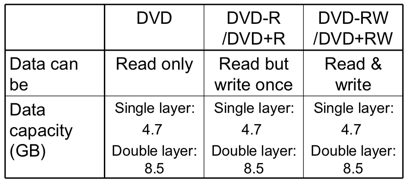 DVD DVD-R DVD-RW
/DVD+R /DVD+RW
Data can Read only Read but Read &
be write once write
Data Single layer: Single layer: Single layer:
capacity 4.7 4.7 4.7
(GB) Double layer: Double layer: Double layer:
8.5 8.5 8.5